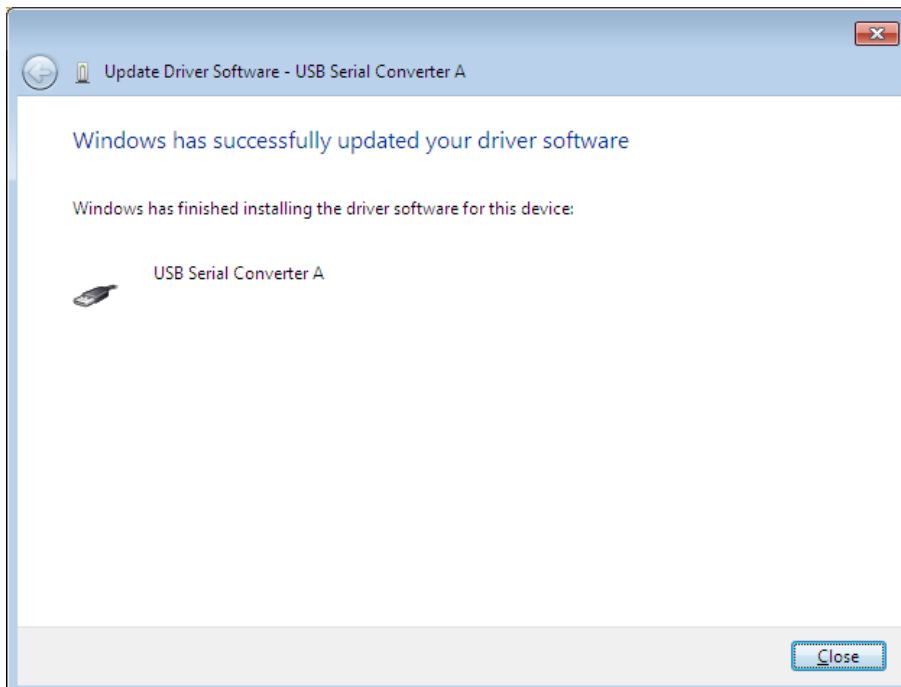 Update Driver Software - USB Serial Converter A
Windows has successfully updated your driver software
Windows has finished installing the driver software for this device:
USB Serial Converter A
Close